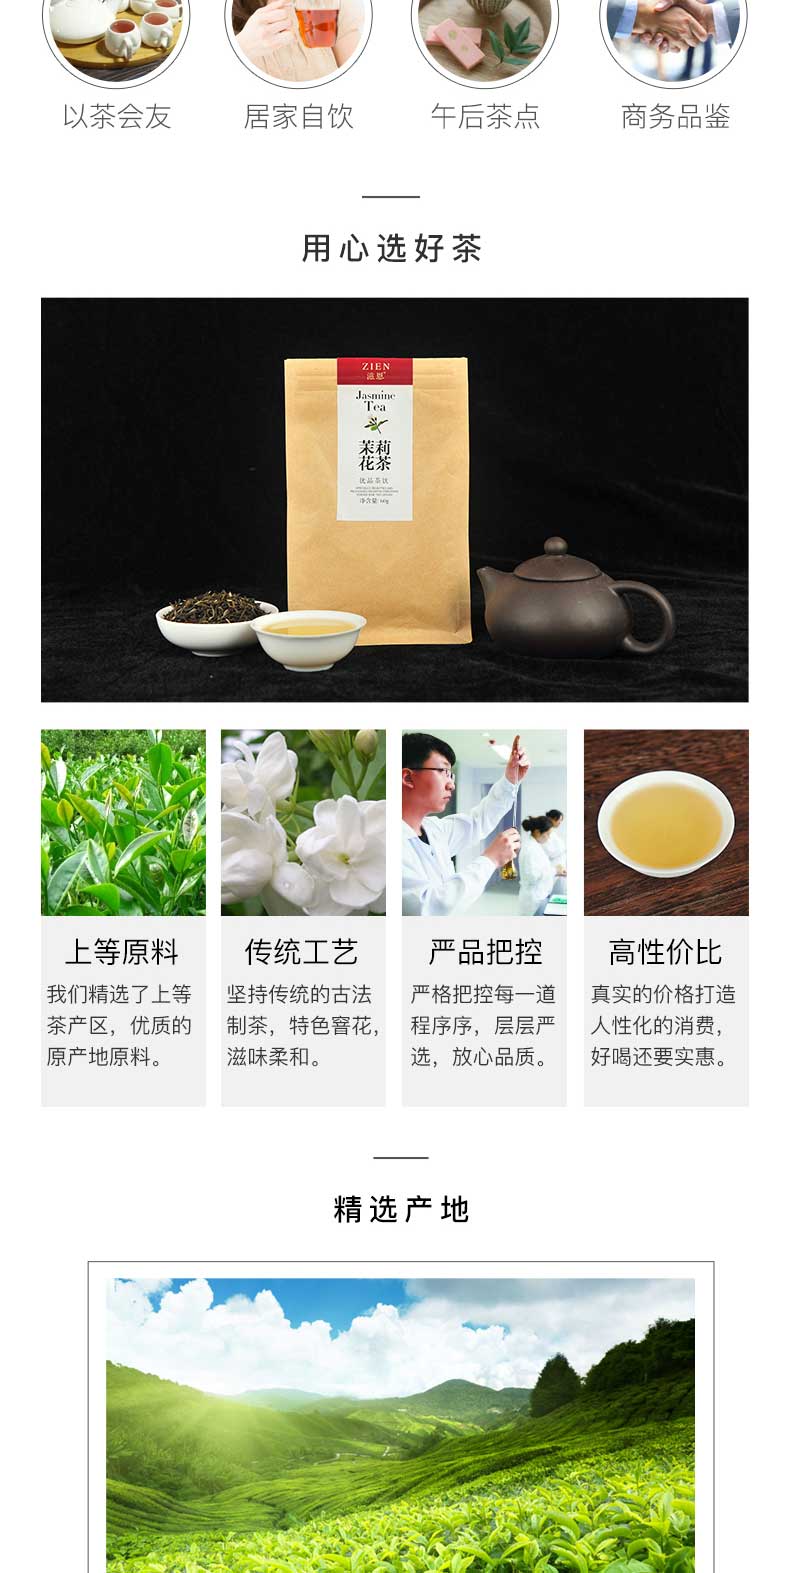 以茶会友
居家自饮
午后茶点
商务品鉴
用心选好茶
ZIEN
滋恩
Jasmine
Tea
茉莉
花茶
优品茶饮
净含量: 60g
上等原料
我们精选了上等
茶产区，优质的
原产地原料。
传统工艺
坚持传统的古法
制茶，特色窨花，
滋味柔和。
严品把控
严格把控每一道
程序序，层层严
选，放心品质。
高性价比
真实的价格打造
人性化的消费，
好喝还要实惠。
精选产地